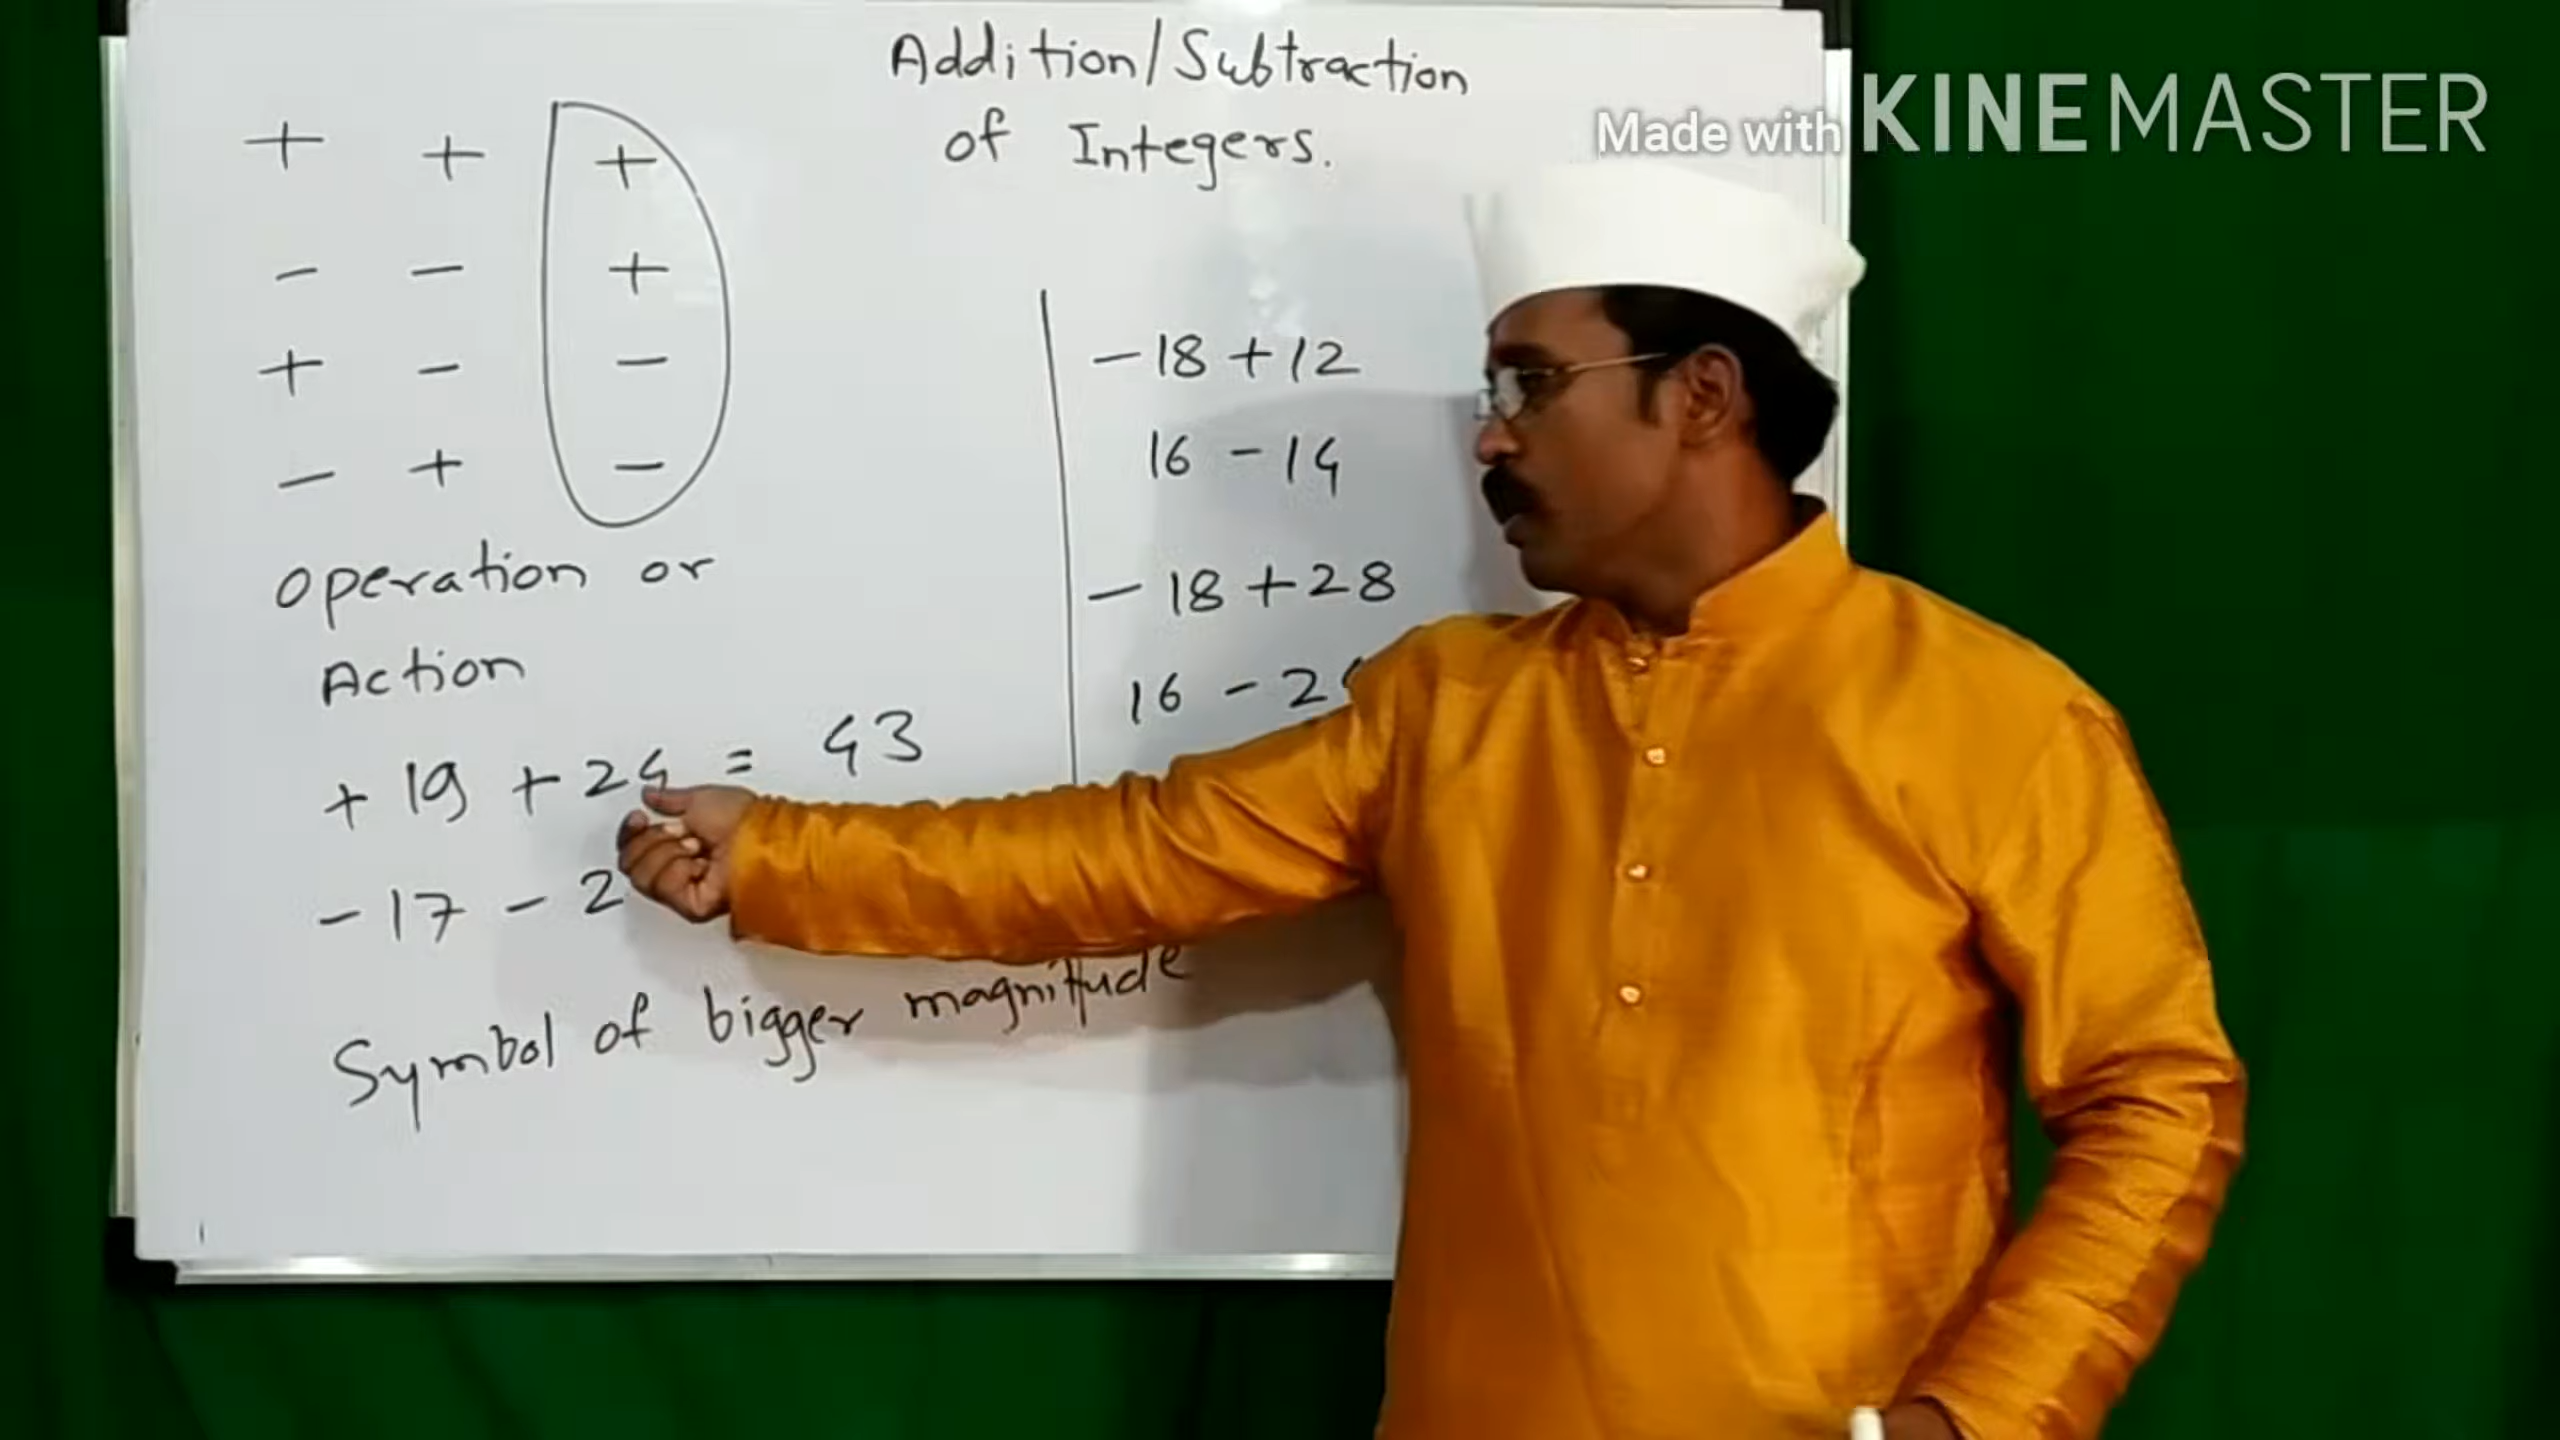 Addition/Subtraction
of Integers.
Made with KINEMASTER
+ + +
- - +
+ - -
- + -
Operation or
Action
+ 19 + 24 = 43
- 17 - 2
Symbol of bigger magnitude
- 18 + 12
16 - 14
- 18 + 28
16 - 2